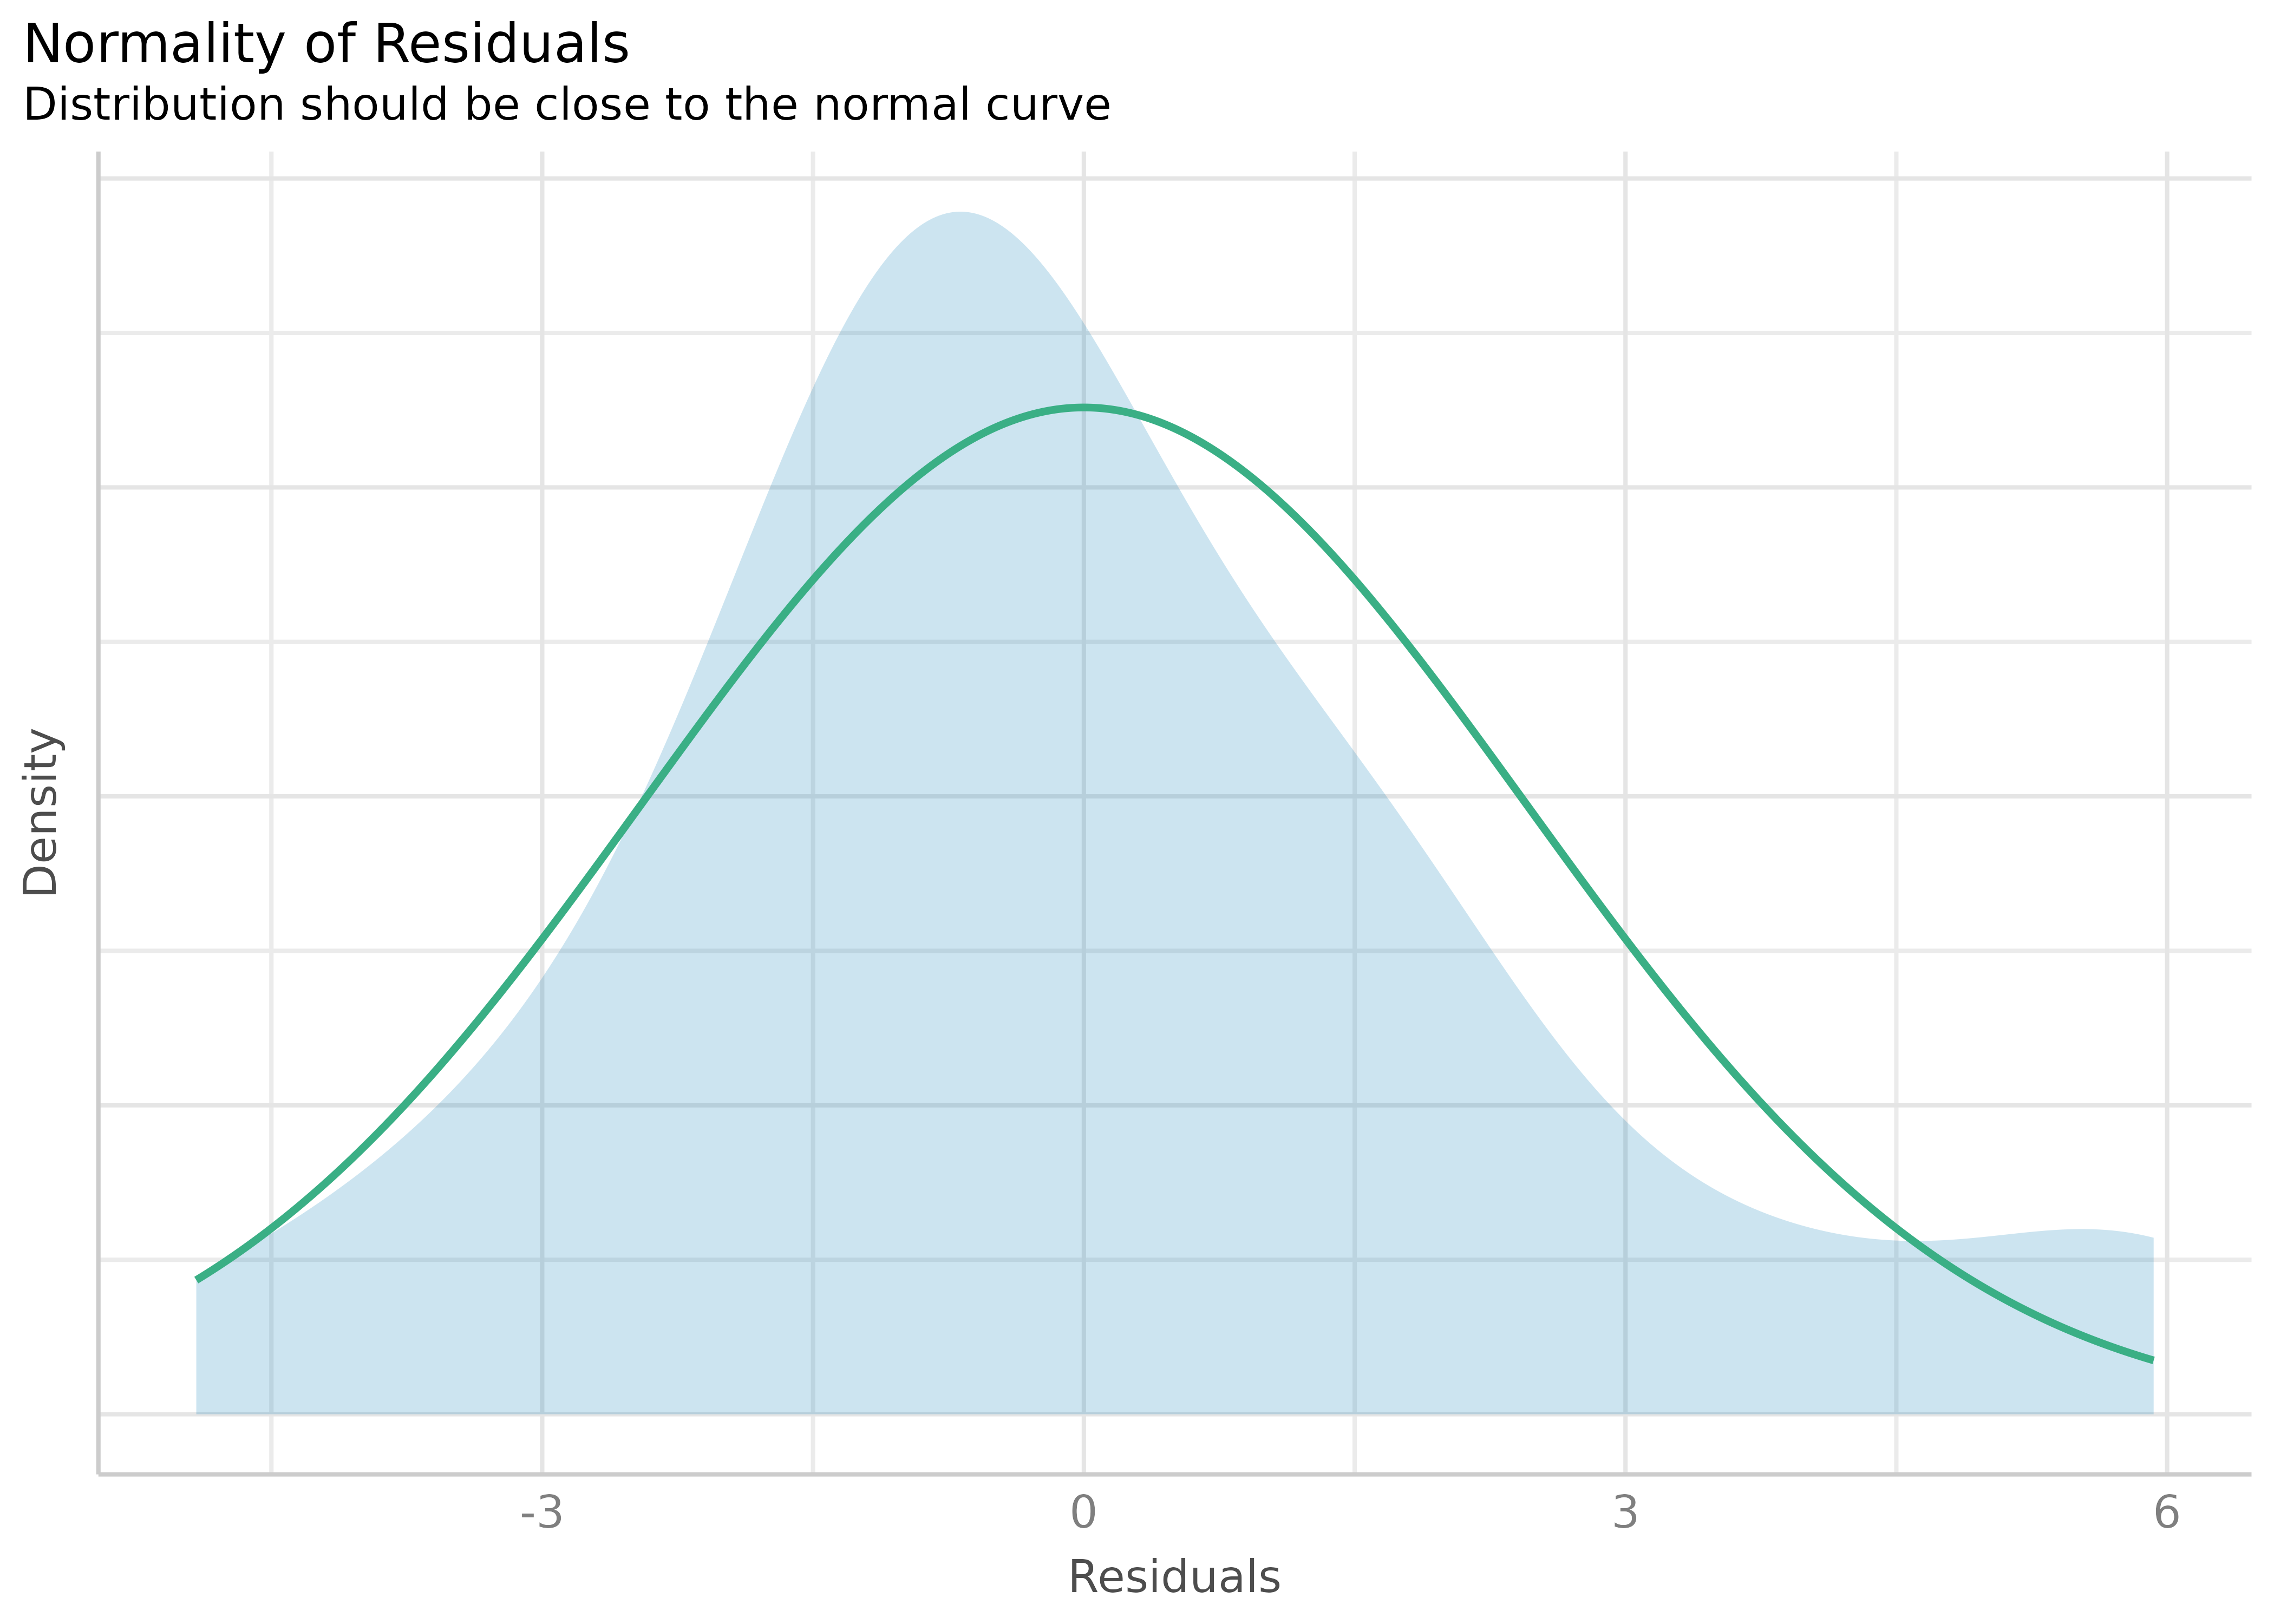 Normality of Residuals
Distribution should be close to the normal curve
Density
-3 0 3 6
Residuals